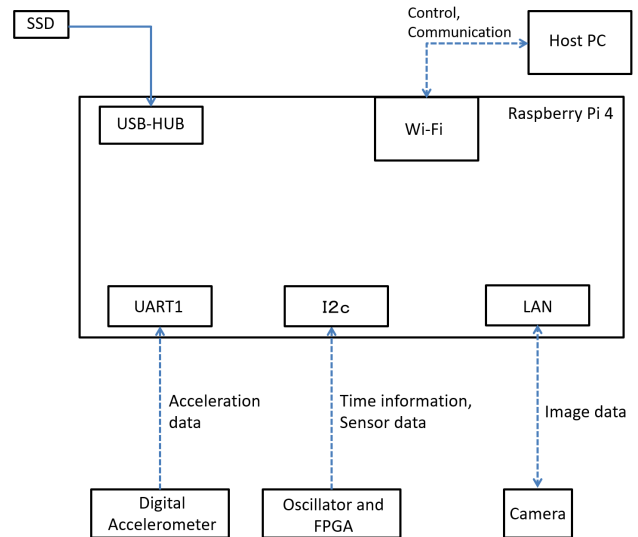 SSD
Control,
Communication
Host PC
USB-HUB
Wi-Fi
Raspberry Pi 4
UART1
I2c
LAN
Acceleration
data
Time information,
Sensor data
Image data
Digital
Accelerometer
Oscillator and
FPGA
Camera